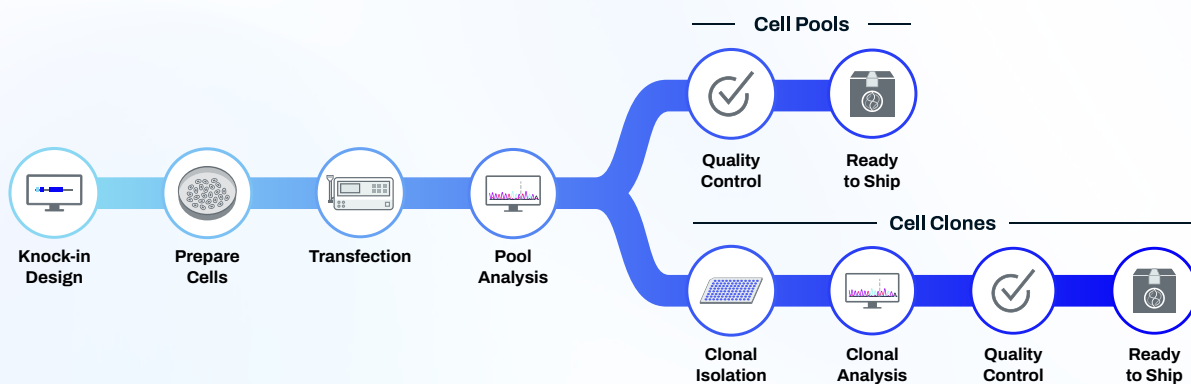 Cell Pools
Quality
Control
Ready
to Ship
Knock-in
Design
Prepare
Cells
Transfection
Pool
Analysis
Cell Clones
Clonal
Isolation
Clonal
Analysis
Quality
Control
Ready
to Ship